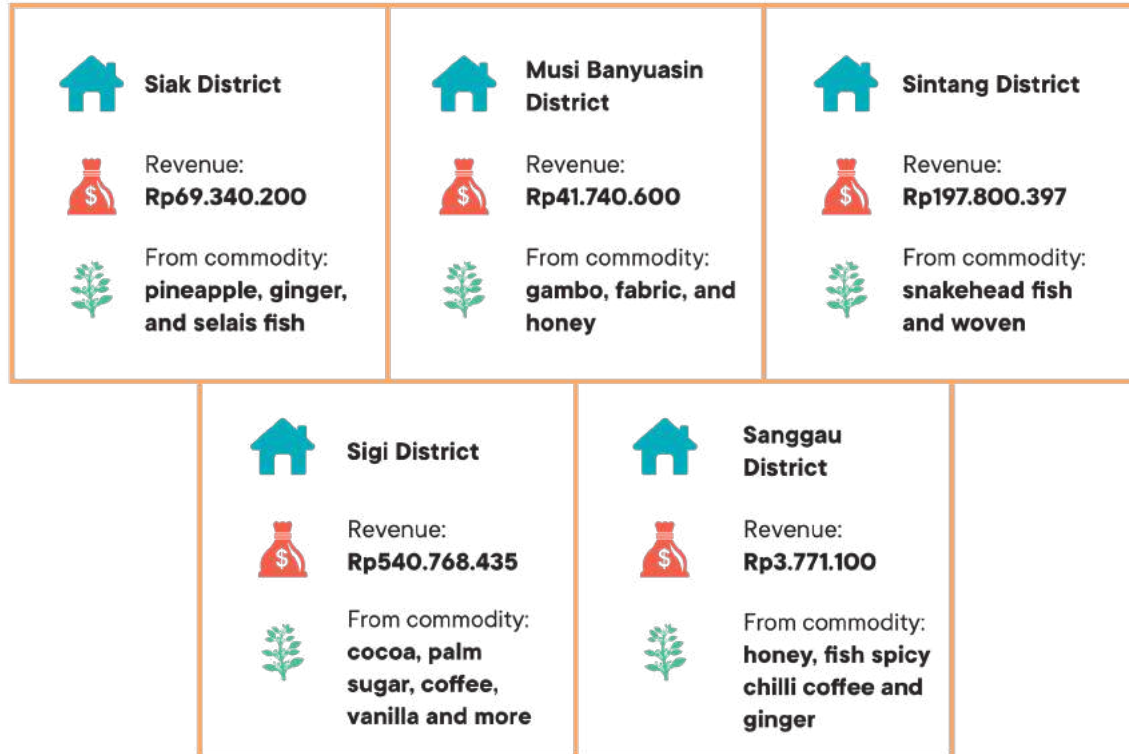 Siak District
Revenue:
Rp69.340.200
From commodity:
pineapple, ginger,
and selais fish
Musi Banyuasin
District
Revenue:
Rp41.740.600
From commodity:
gambo, fabric, and
honey
Sintang District
Revenue:
Rp197.800.397
From commodity:
snakehead fish
and woven
Sigi District
Revenue:
Rp540.768.435
From commodity:
cocoa, palm
sugar, coffee,
vanilla and more
Sanggau
District
Revenue:
Rp3.771.100
From commodity:
honey, fish spicy
chilli coffee and
ginger